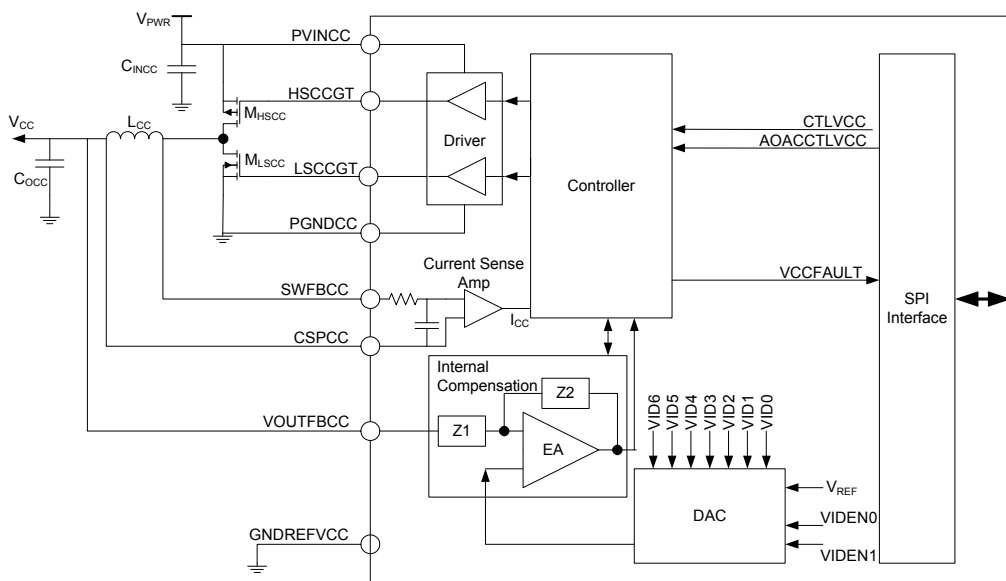 VPWR
PVINCC
CINCC
HSCCGT
MHSCC
Driver
VCC
LCC
MLSCC
LSCCGT
COCC
PGNDCC
Controller
CTLVCC
AOACCTLVCC
VCCFAULT
SPI
Interface
Current Sense
Amp
SWFBCC
ICC
CSPCC
Internal
Compensation
Z2
VOUTFBCC
Z1
EA
VID6
VID5
VID4
VID3
VID2
VID1
VID0
DAC
VREF
VIDEN0
VIDEN1
GNDREFVCC